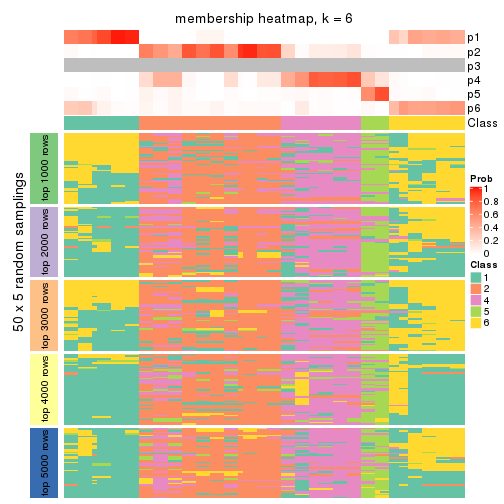 membership heatmap, k = 6
p1
p2
p3
p4
p5
p6
Class
50 x 5 random samplings
top 1000 rows
top 2000 rows
top 3000 rows
top 4000 rows
top 5000 rows
Prob
1
0.8
0.6
0.4
0.2
0
Class
1
2
4
5
6